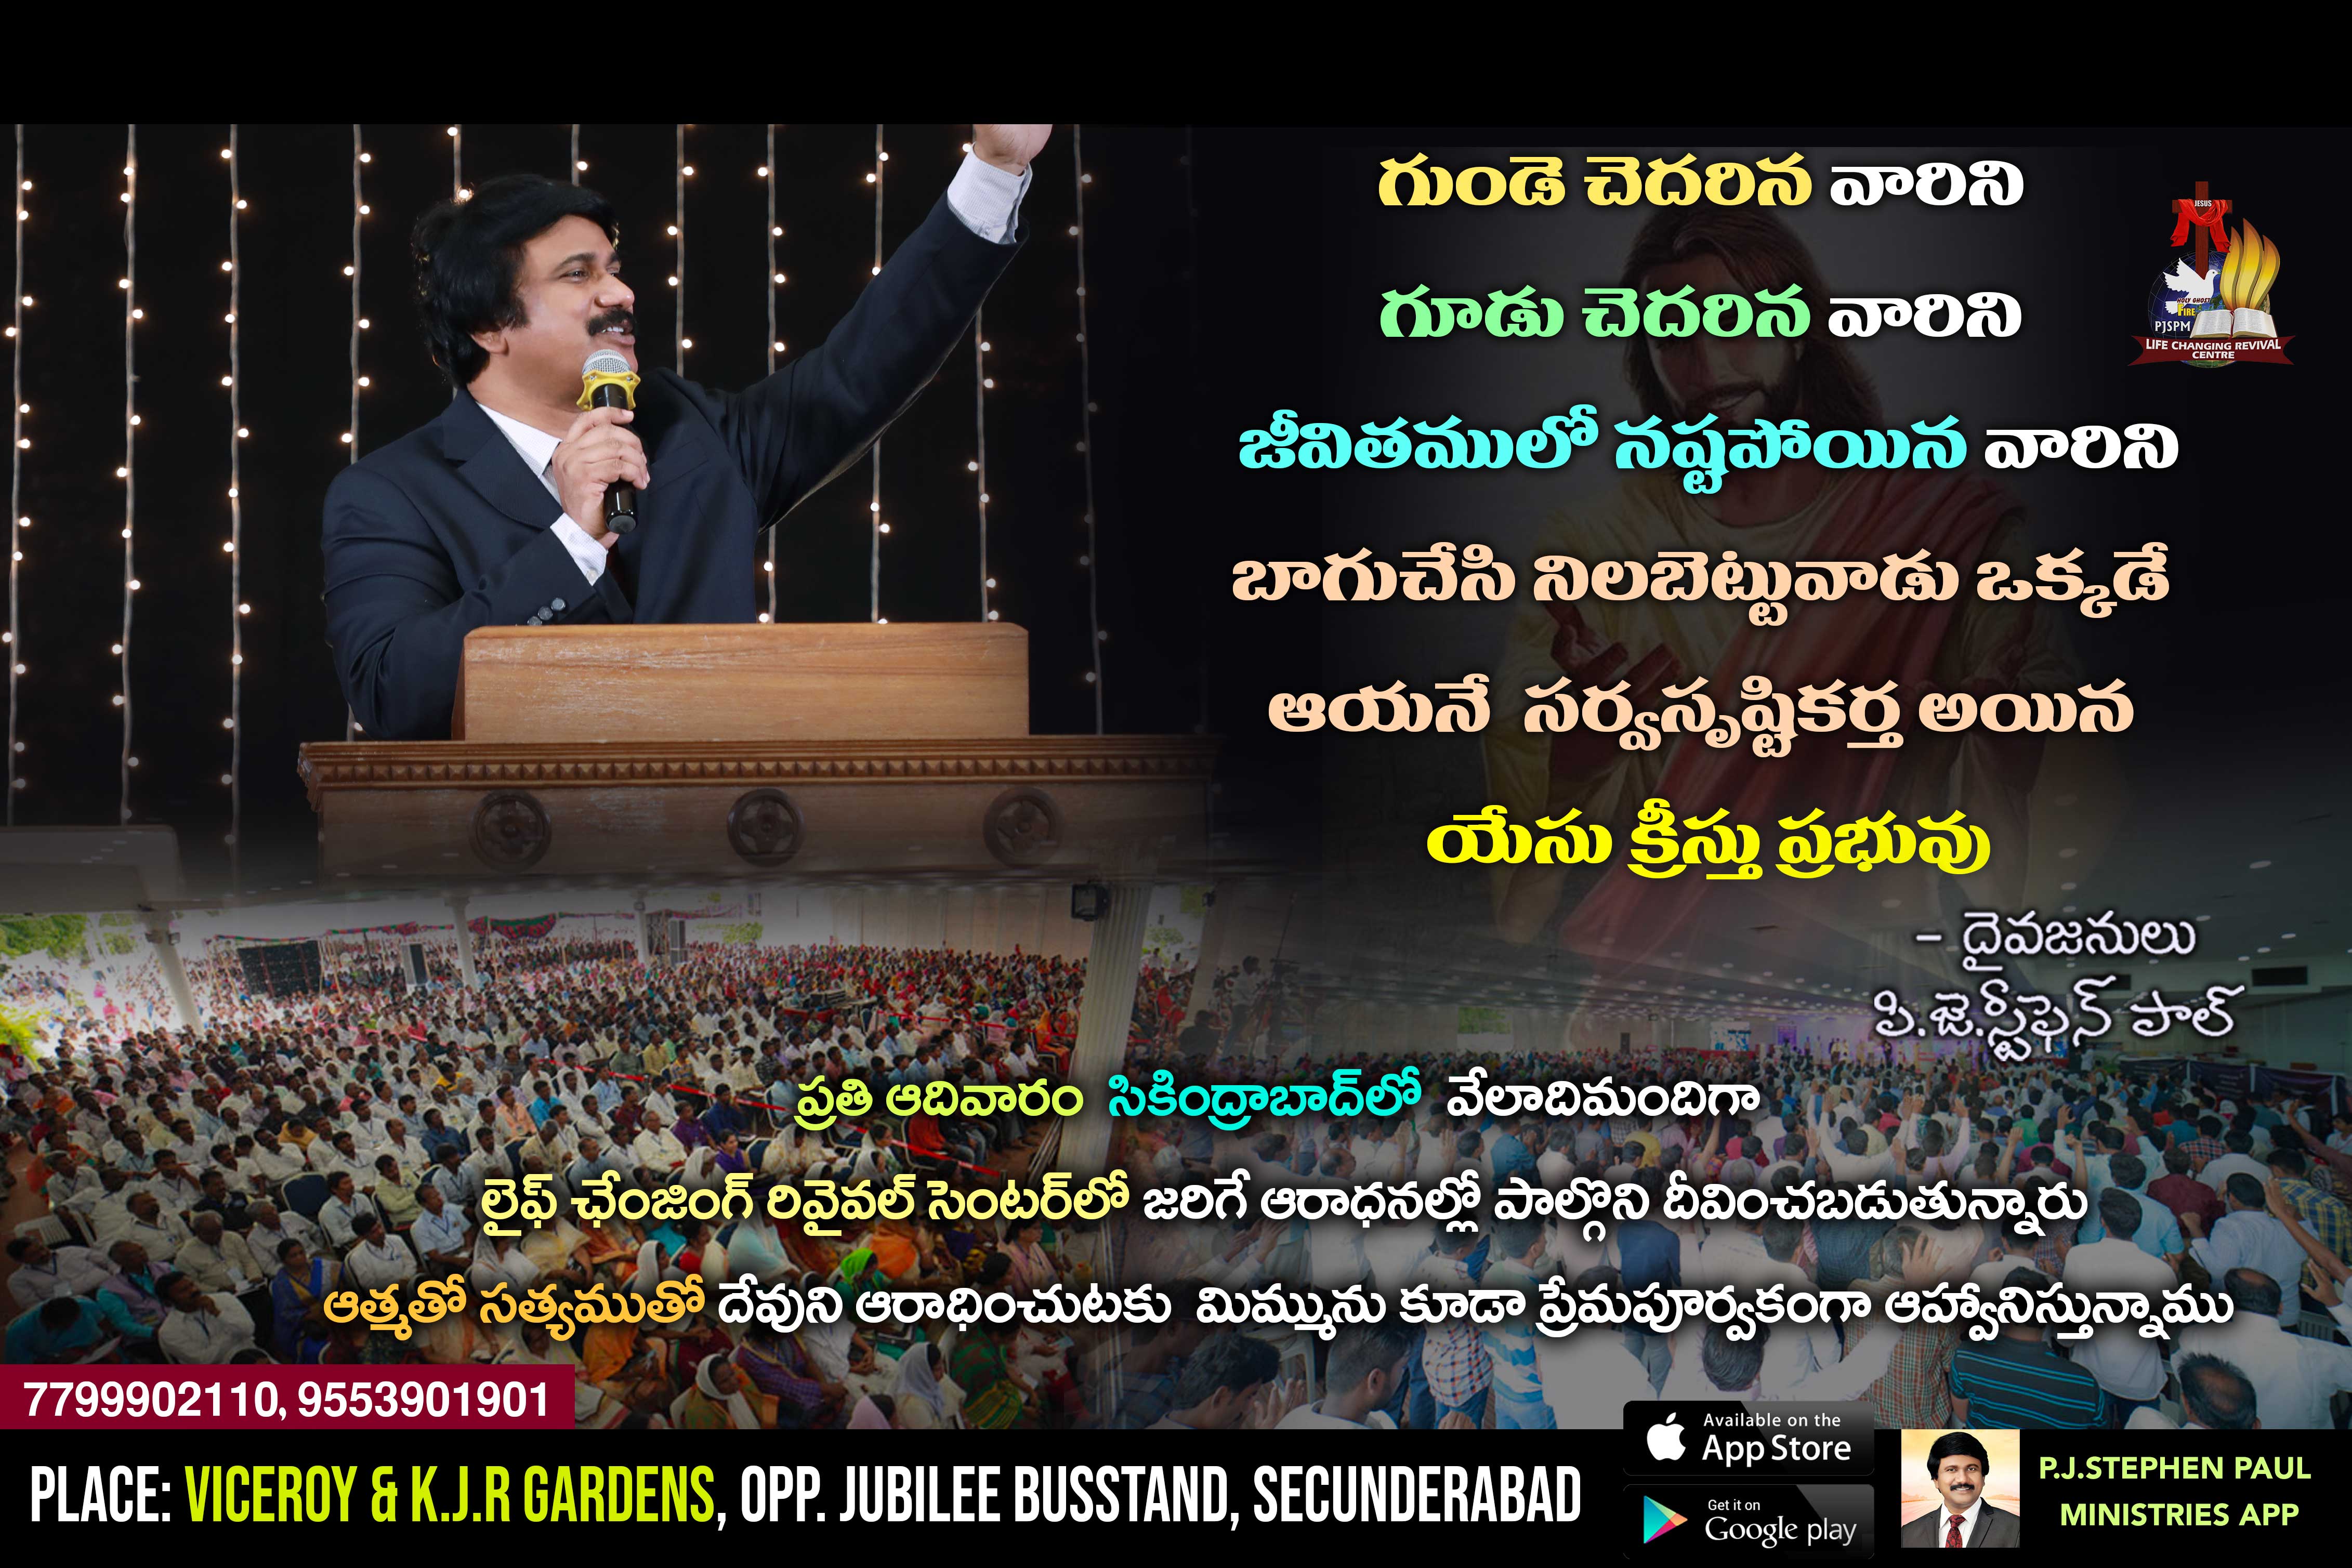 గుండె చెదరిన వారిని
గూడు చెదరిన వారిని
జీవితములో నష్టపోయిన వారిని
బాగుచేసి నిలబెట్టువాడు ఒక్కడే
ఆయనే సర్వసృష్టికర్త అయిన
యేసు క్రీస్తు ప్రభువు
- దైవజనులు
పి.జె.స్టీఫెన్ పాల్
JESUS
HOLY GHOST
FIRE
PJSPM
LIFE CHANGING REVIVAL
CENTRE
ప్రతి ఆదివారం సికింద్రాబాద్‌లో వేలాదిమందిగా
లైఫ్ ఛేంజింగ్ రివైవల్ సెంటర్‌లో జరిగే ఆరాధనల్లో పాల్గొని దీవించబడుతున్నారు
ఆత్మతో సత్యముతో దేవుని ఆరాధించుటకు మిమ్మును కూడా ప్రేమపూర్వకంగా ఆహ్వానిస్తున్నాము
7799902110, 9553901901
PLACE: VICEROY & K.J.R GARDENS, OPP. JUBILEE BUSSTAND, SECUNDERABAD
Available on the
App Store
Get it on
Google play
P.J.STEPHEN PAUL
MINISTRIES APP